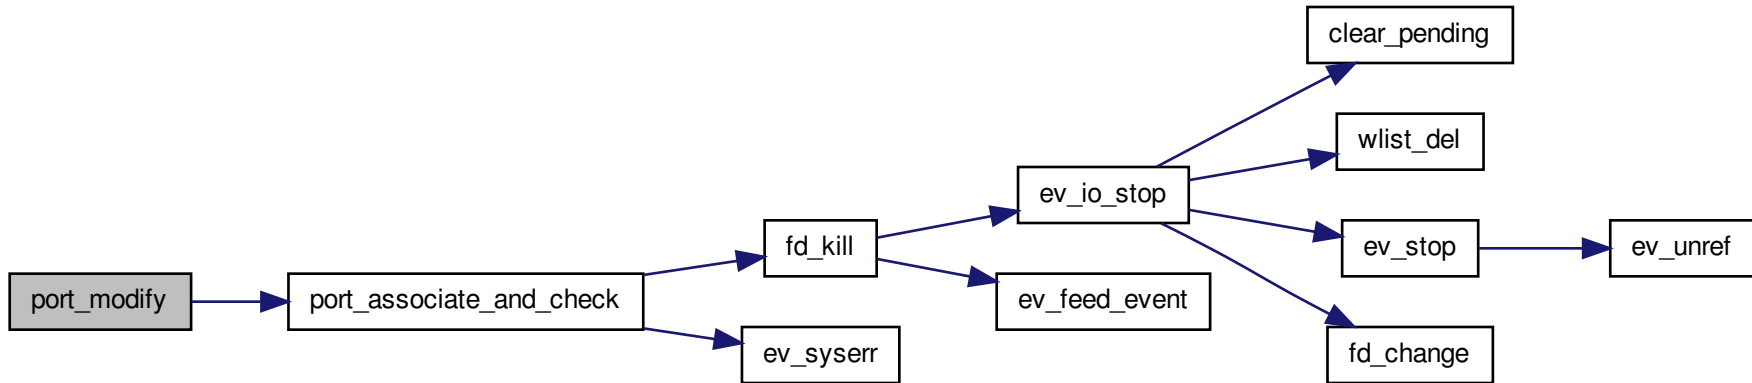 port_modify
port_associate_and_check
fd_kill
ev_syserr
ev_io_stop
ev_feed_event
clear_pending
wlist_del
ev_stop
fd_change
ev_unref